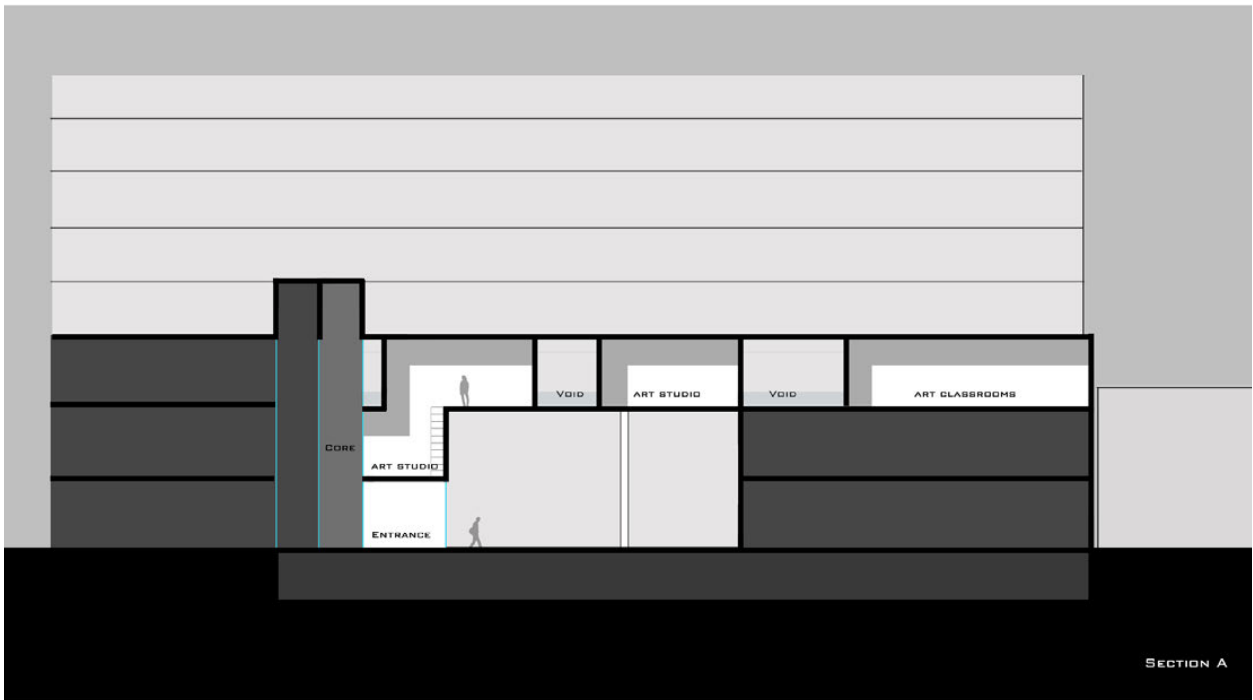 Void
art studio
Void
art classrooms
Core
art studio
Entrance
Section A